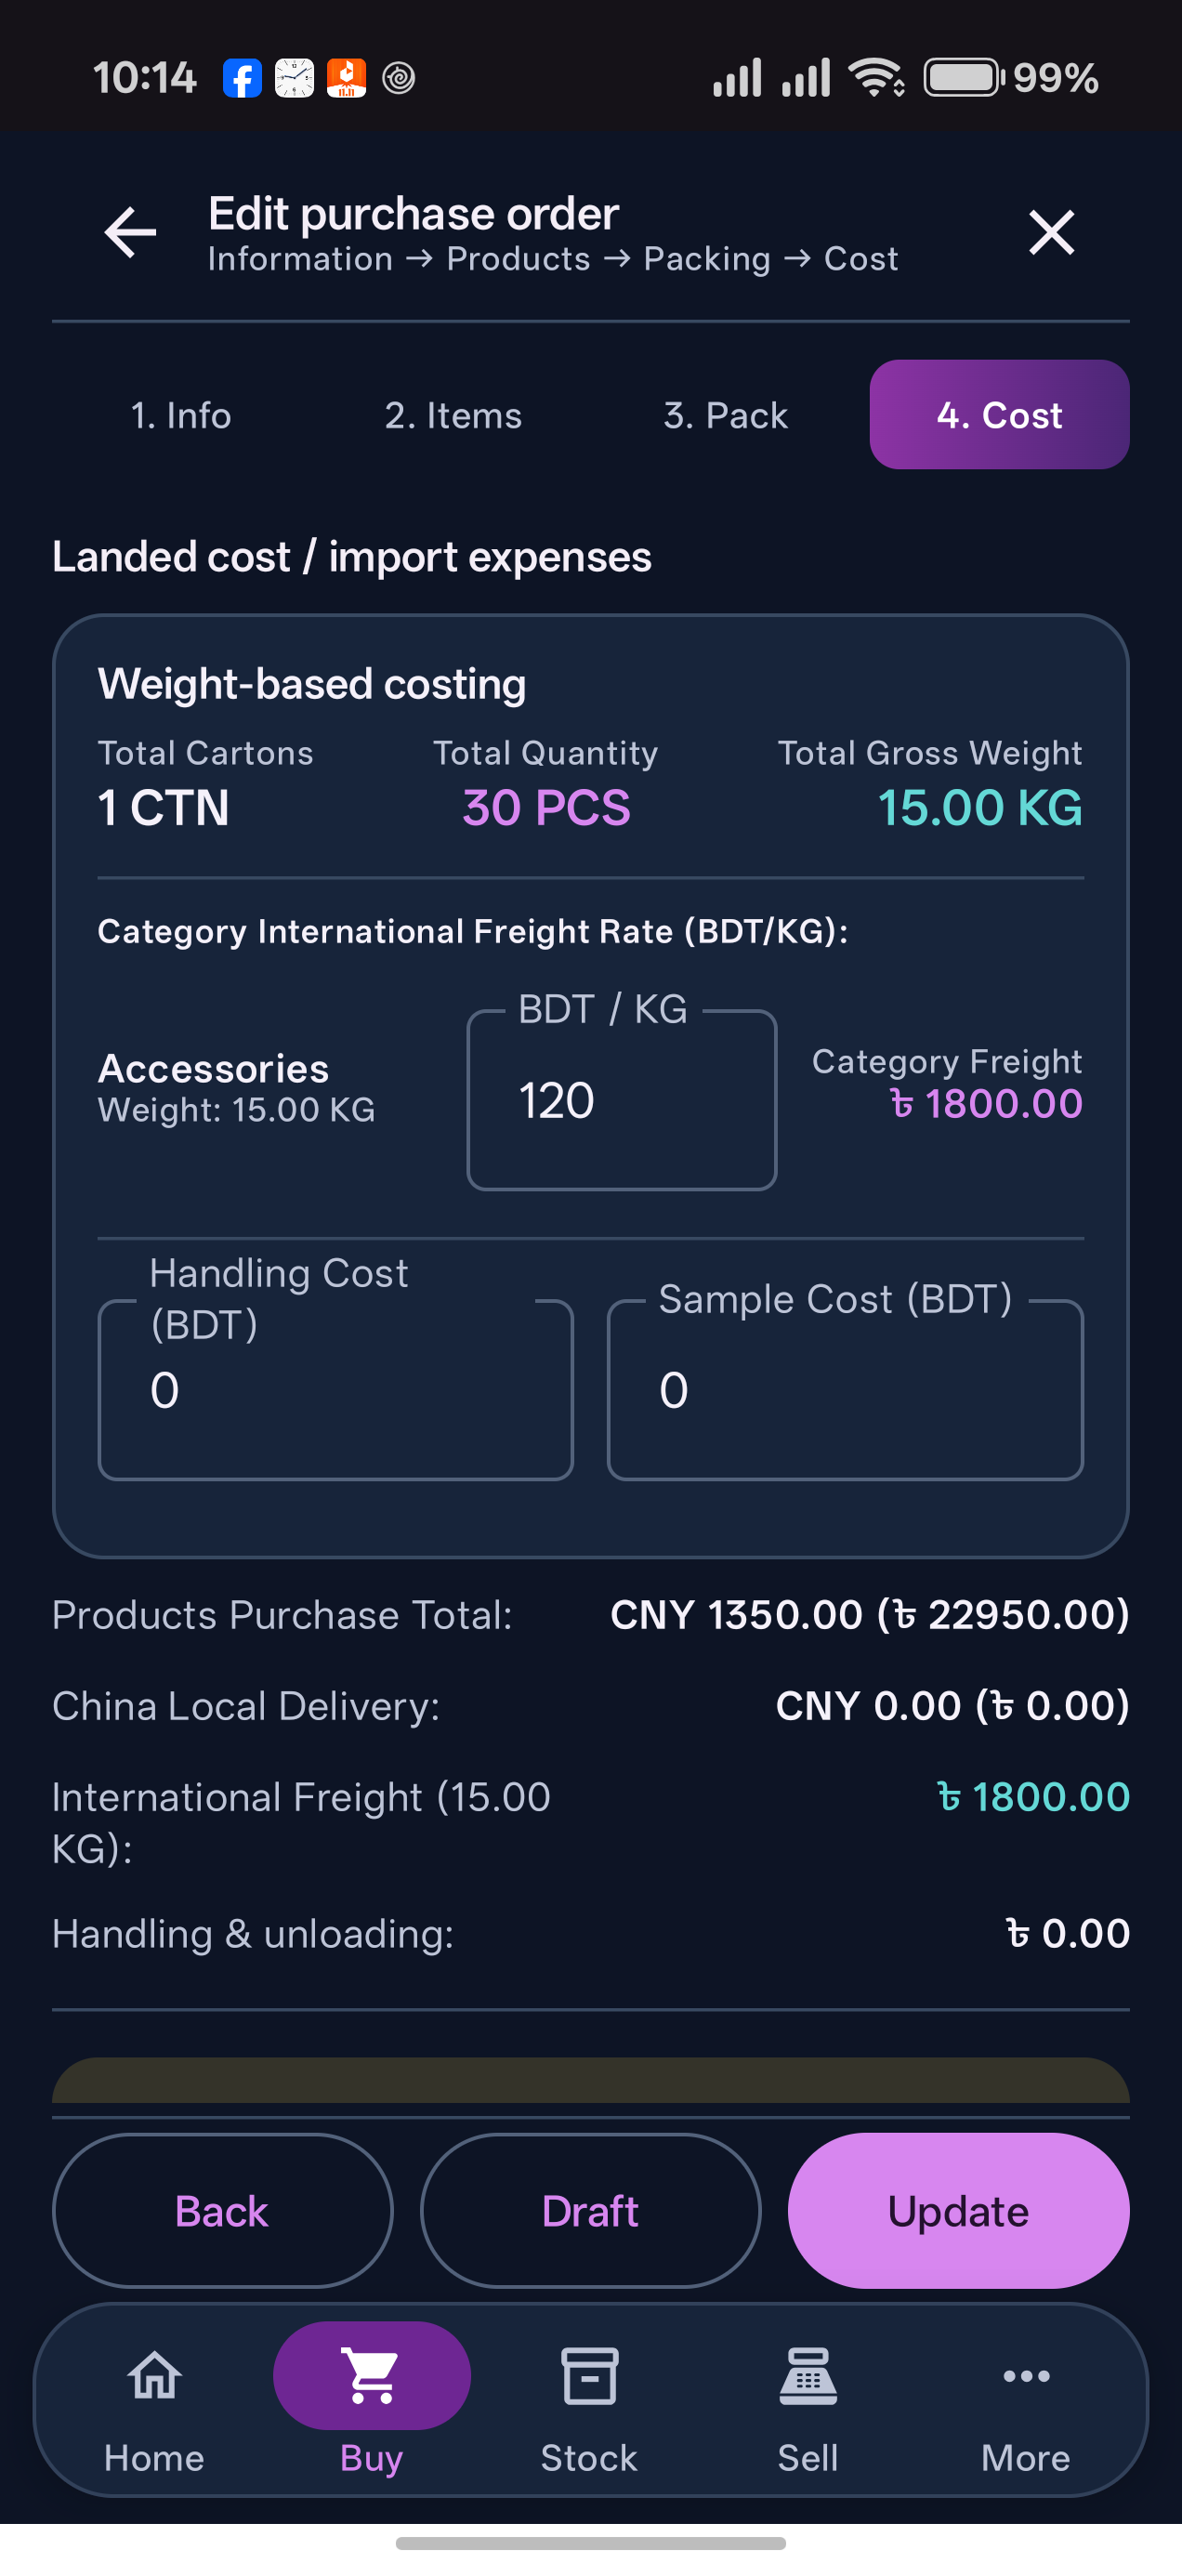 10:14
99%
Edit purchase order
Information → Products → Packing → Cost
1. Info
2. Items
3. Pack
4. Cost
Landed cost / import expenses
Weight-based costing
Total Cartons
Total Quantity
Total Gross Weight
1 CTN
30 PCS
15.00 KG
Category International Freight Rate (BDT/KG):
BDT / KG
Accessories
Weight: 15.00 KG
120
Category Freight
৳ 1800.00
Handling Cost
(BDT)
0
Sample Cost (BDT)
0
Products Purchase Total:
CNY 1350.00 (৳ 22950.00)
China Local Delivery:
CNY 0.00 (৳ 0.00)
International Freight (15.00
KG):
৳ 1800.00
Handling & unloading:
৳ 0.00
Back
Draft
Update
Home
Buy
Stock
Sell
More